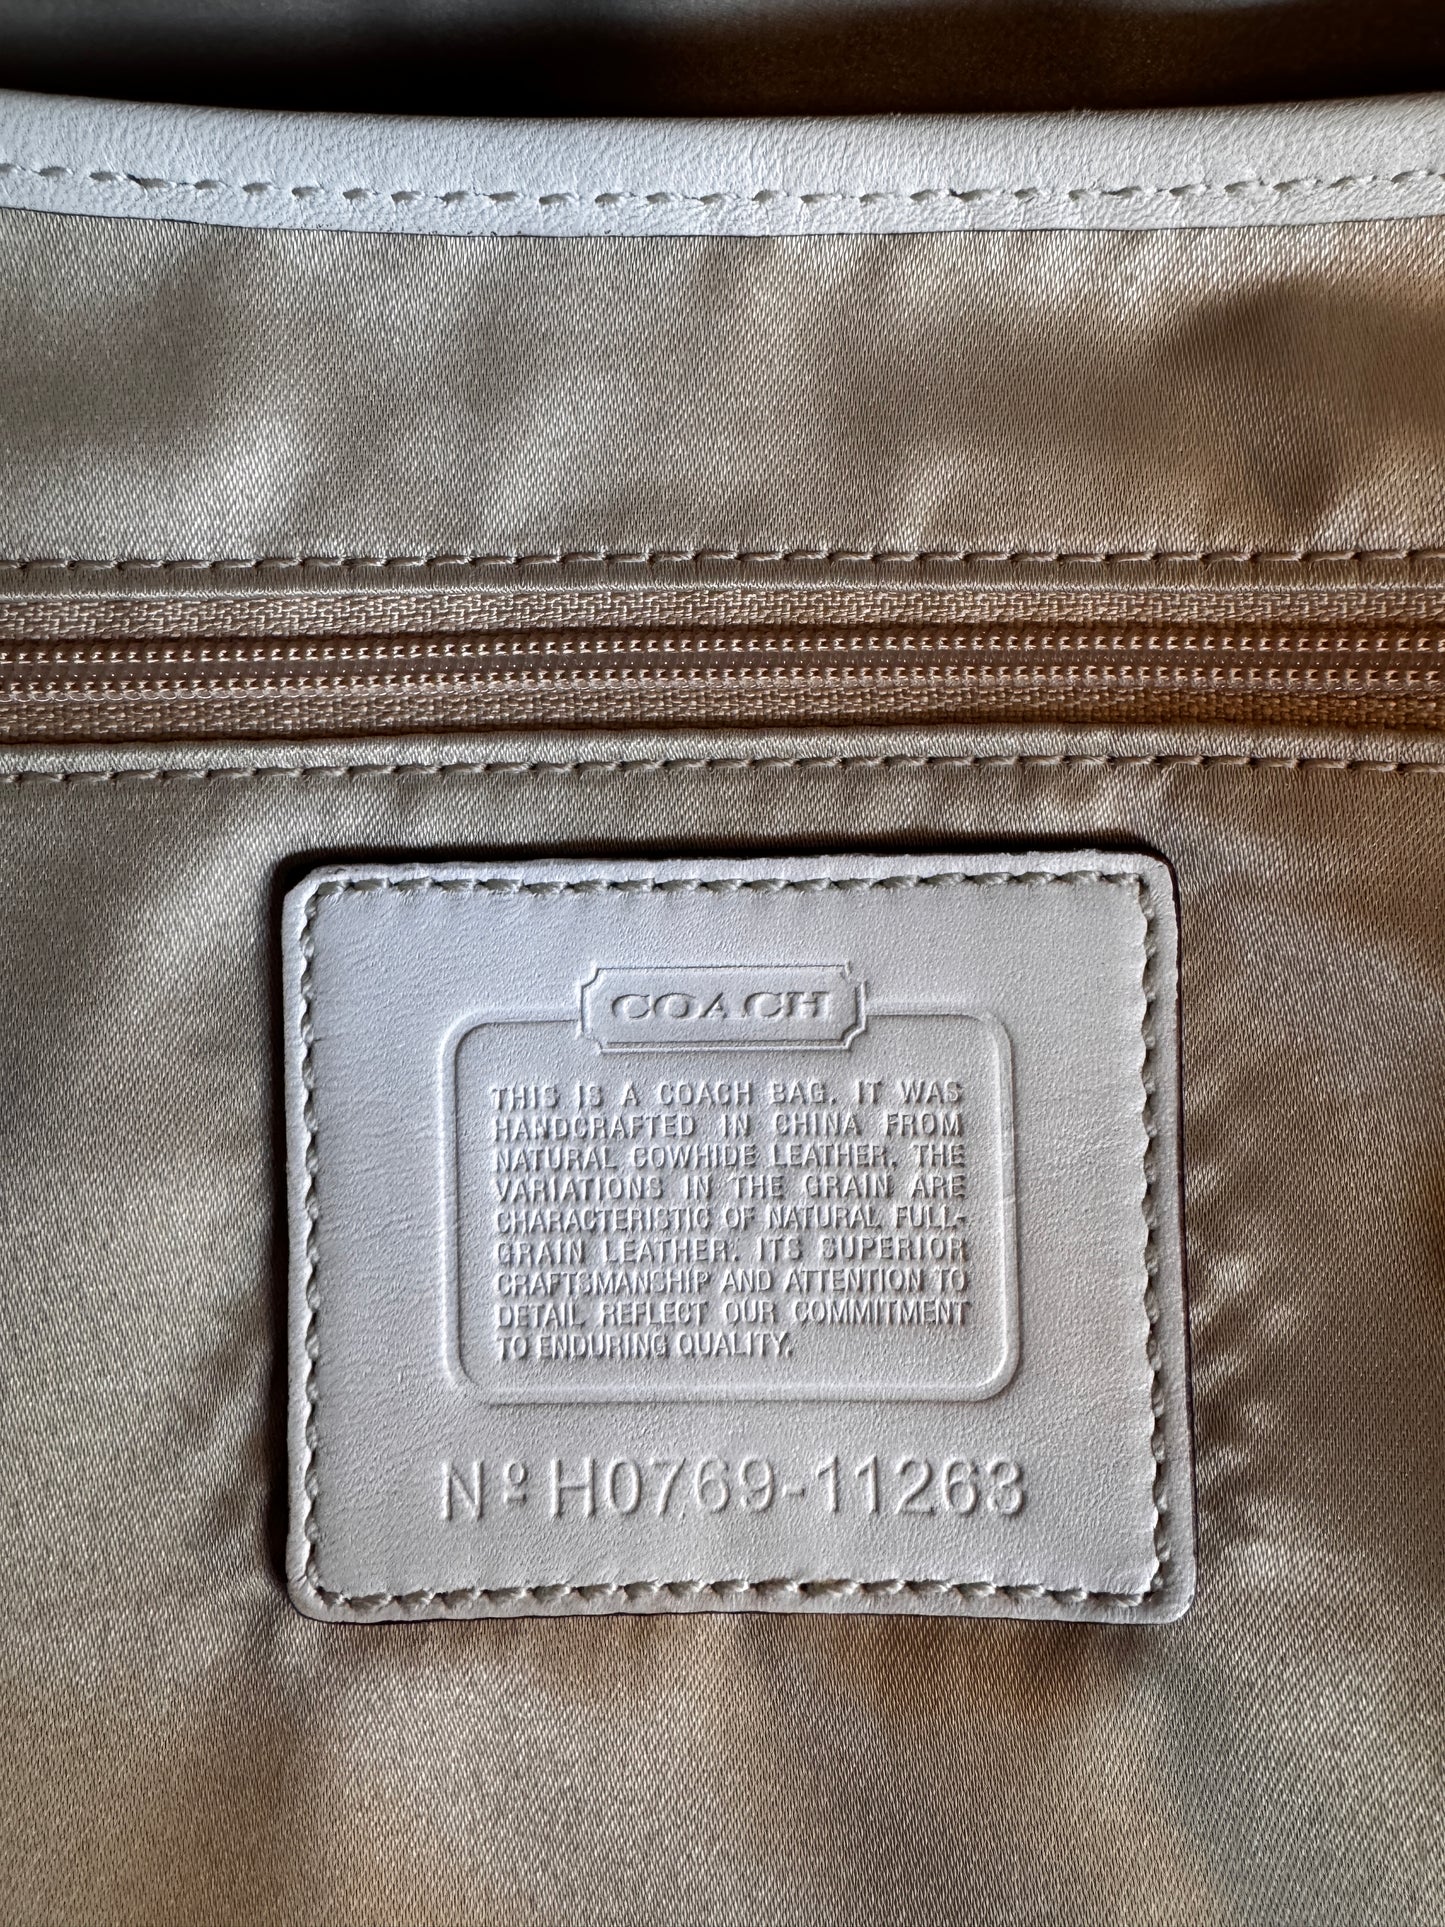 COACH
THIS IS A COACH BAG. IT WAS
HANDCRAFTED IN CHINA FROM
NATURAL COWHIDE LEATHER. THE
VARIATIONS IN THE GRAIN ARE
CHARACTERISTIC OF NATURAL FULL-
GRAIN LEATHER. ITS SUPERIOR
CRAFTSMANSHIP AND ATTENTION TO
DETAIL REFLECT OUR COMMITMENT
TO ENDURING QUALITY.
Nº H0769-11263